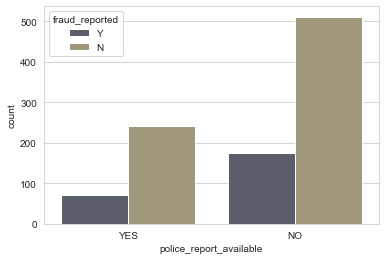 fraud_reported
Y
N
500
400
300
200
100
0
count
YES
NO
police_report_available